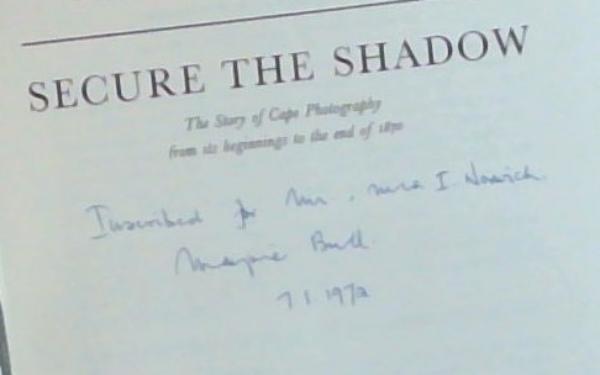 SECURE THE SHADOW
The Story of Cape Photography
from its beginnings to the end of 1870
Inscribed for Mr. Mrs I. Norwich.
Marjorie Bull.
7 1 1972